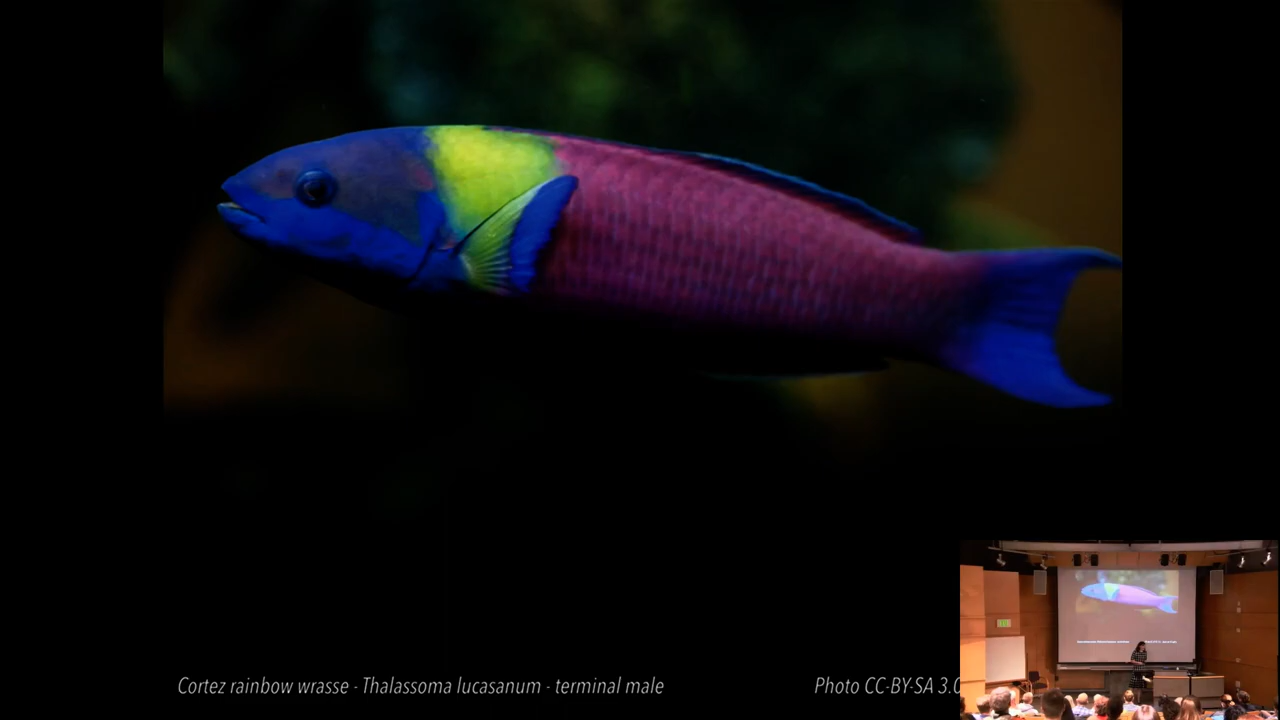 Cortez rainbow wrasse - Thalassoma lucasanum - terminal male
Photo CC-BY-SA 3.0